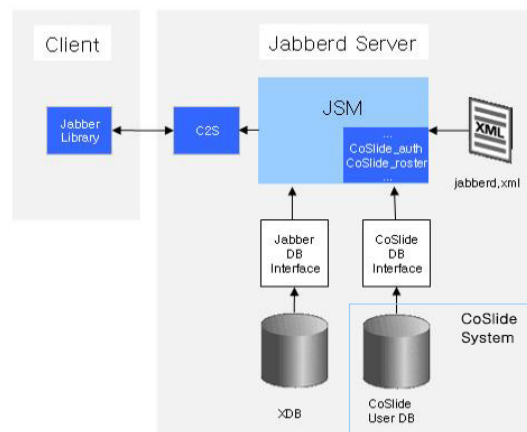 Client
Jabberd Server
Jabber
Library
C2S
JSM
...
CoSlide_auth
CoSlide_roster
...
XML
jabberd.xml
Jabber
DB
Interface
CoSlide
DB
Interface
XDB
CoSlide
User DB
CoSlide
System